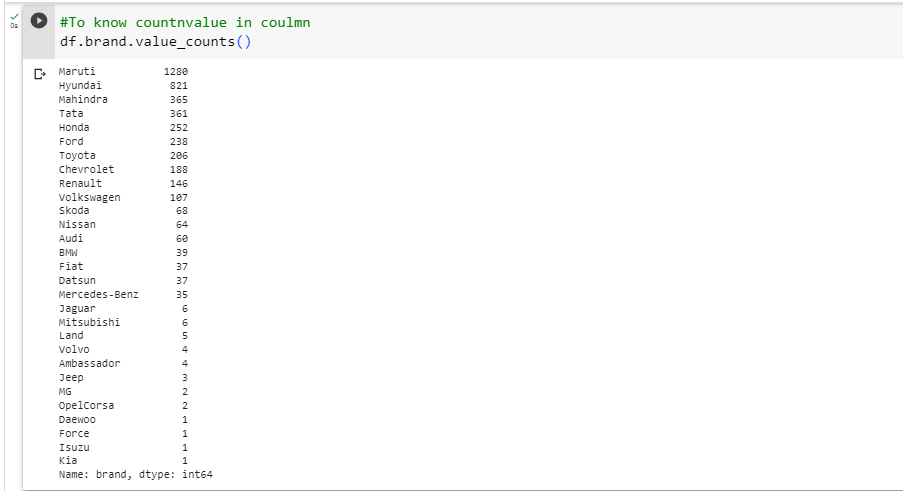 0s
#To know countnvalue in coulmn
df.brand.value_counts()
Maruti 1280
Hyundai 821
Mahindra 365
Tata 361
Honda 252
Ford 238
Toyota 206
Chevrolet 188
Renault 146
Volkswagen 107
Skoda 68
Nissan 64
Audi 60
BMW 39
Fiat 37
Datsun 37
Mercedes-Benz 35
Jaguar 6
Mitsubishi 6
Land 5
Volvo 4
Ambassador 4
Jeep 3
MG 2
OpelCorsa 2
Daewoo 1
Force 1
Isuzu 1
Kia 1
Name: brand, dtype: int64